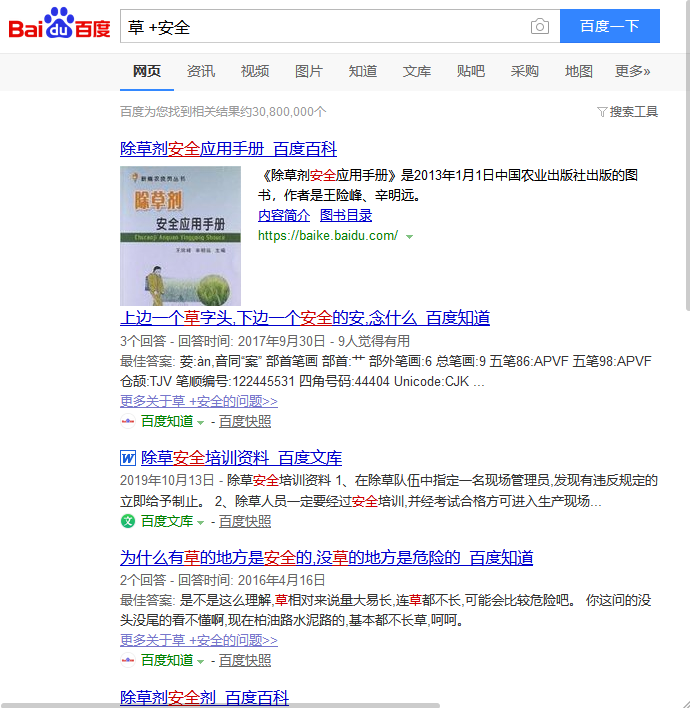 Bai du 百度
草 +安全
百度一下
网页 资讯 视频 图片 知道 文库 贴吧 采购 地图 更多»
百度为您找到相关结果约30,800,000个
搜索工具
除草剂安全应用手册_百度百科
新编农技员丛书
除草剂
安全应用手册
Chucaoji Anquan Yingyong Shouce
王险峰 辛明远 主编
《除草剂安全应用手册》是2013年1月1日中国农业出版社出版的图
书，作者是王险峰、辛明远。
内容简介 图书目录
https://baike.baidu.com/
上边一个草字头,下边一个安全的安,念什么_百度知道
3个回答 - 回答时间: 2017年9月30日 - 9人觉得有用
最佳答案: 荌:àn,音同“案” 部首笔画 部首:艹 部外笔画:6 总笔画:9 五笔86:APVF 五笔98:APVF
仓颉:TJV 笔顺编号:122445531 四角号码:44404 Unicode:CJK ...
更多关于草 +安全的问题>>
百度知道 - 百度快照
W 除草安全培训资料_百度文库
2019年10月13日 - 除草安全培训资料 1、在除草队伍中指定一名现场管理员,发现有违反规定的
立即给予制止。 2、除草人员一定要经过安全培训,并经考试合格方可进入生产现场...
文 百度文库 - 百度快照
为什么有草的地方是安全的,没草的地方是危险的_百度知道
2个回答 - 回答时间: 2016年4月16日
最佳答案: 是不是这么理解,草相对来说量大易长,连草都不长,可能会比较危险吧。 你这问的没
头没尾的看不懂啊,现在柏油路水泥路的,基本都不长草,呵呵。
更多关于草 +安全的问题>>
百度知道 - 百度快照
除草剂安全剂_百度百科